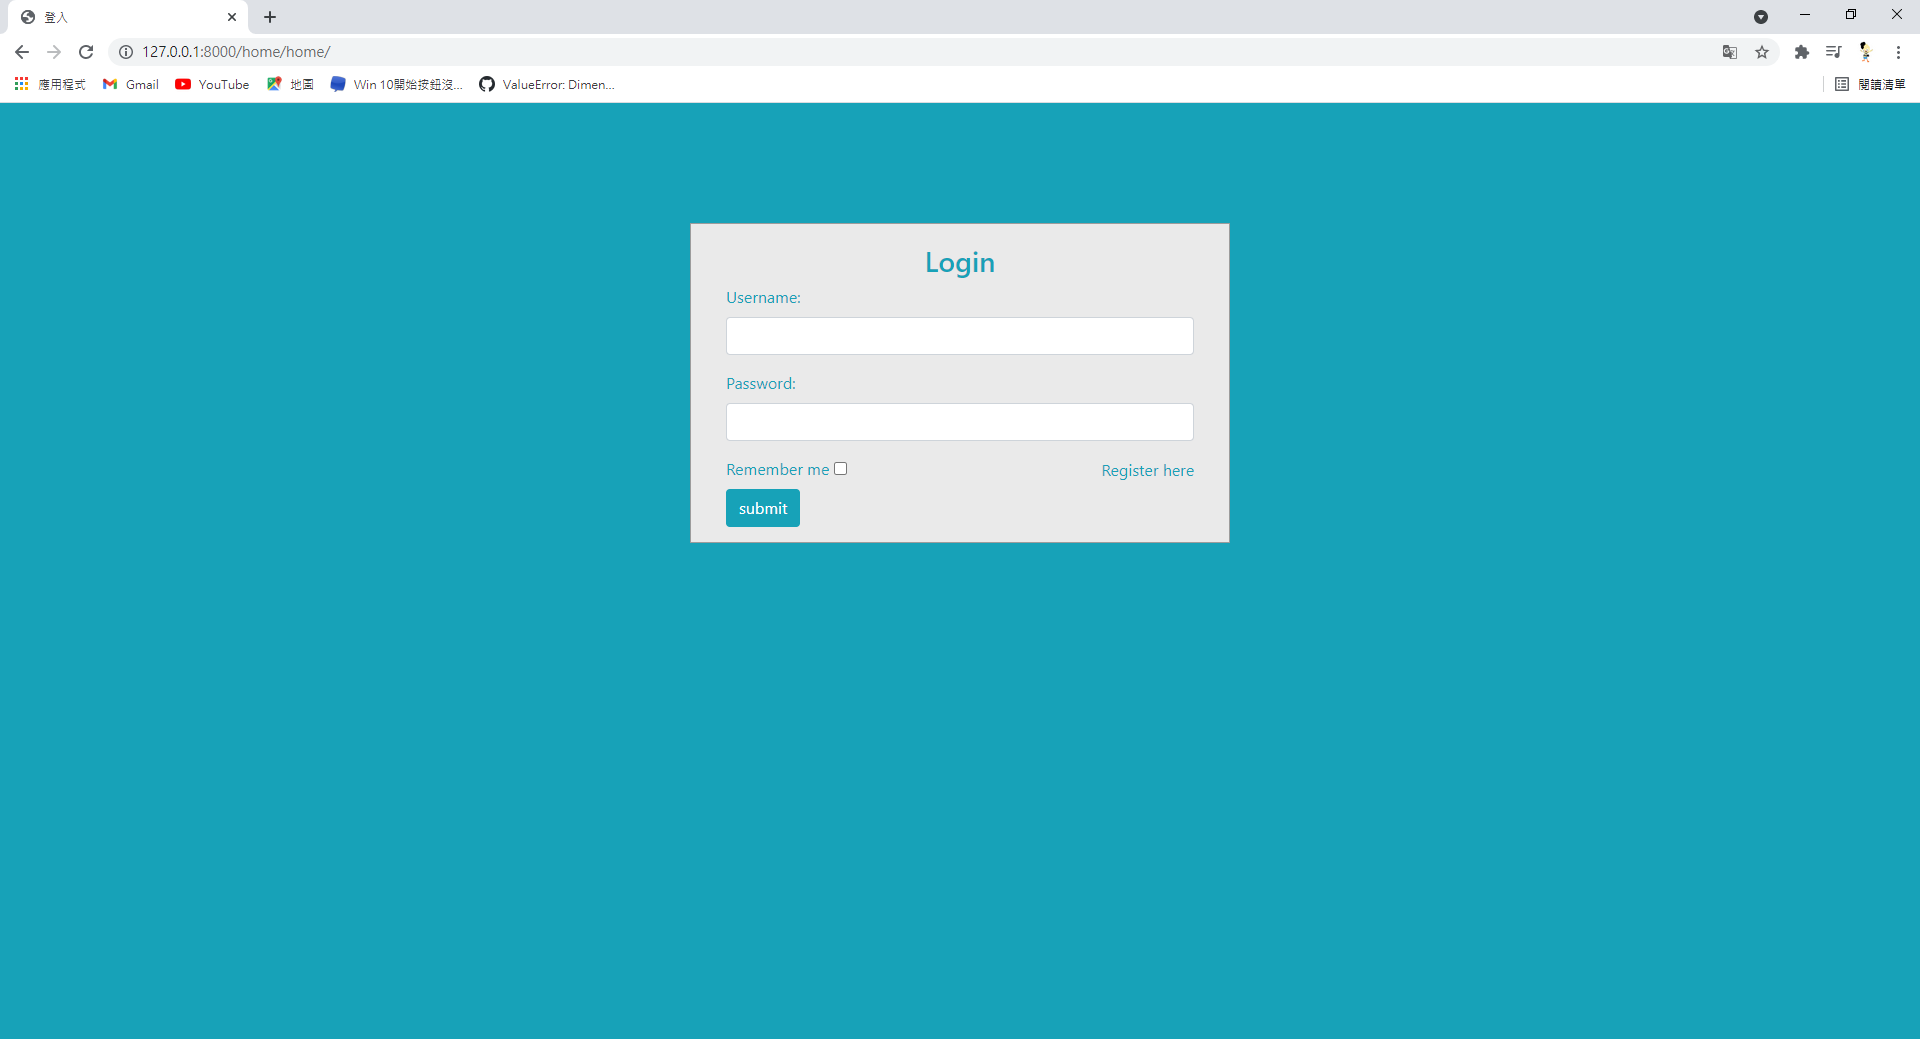 登入
127.0.0.1:8000/home/home/
應用程式 Gmail YouTube 地圖 Win 10開始按鈕沒... ValueError: Dimen... 閱讀清單
Login
Username:
Password:
Remember me Register here
submit